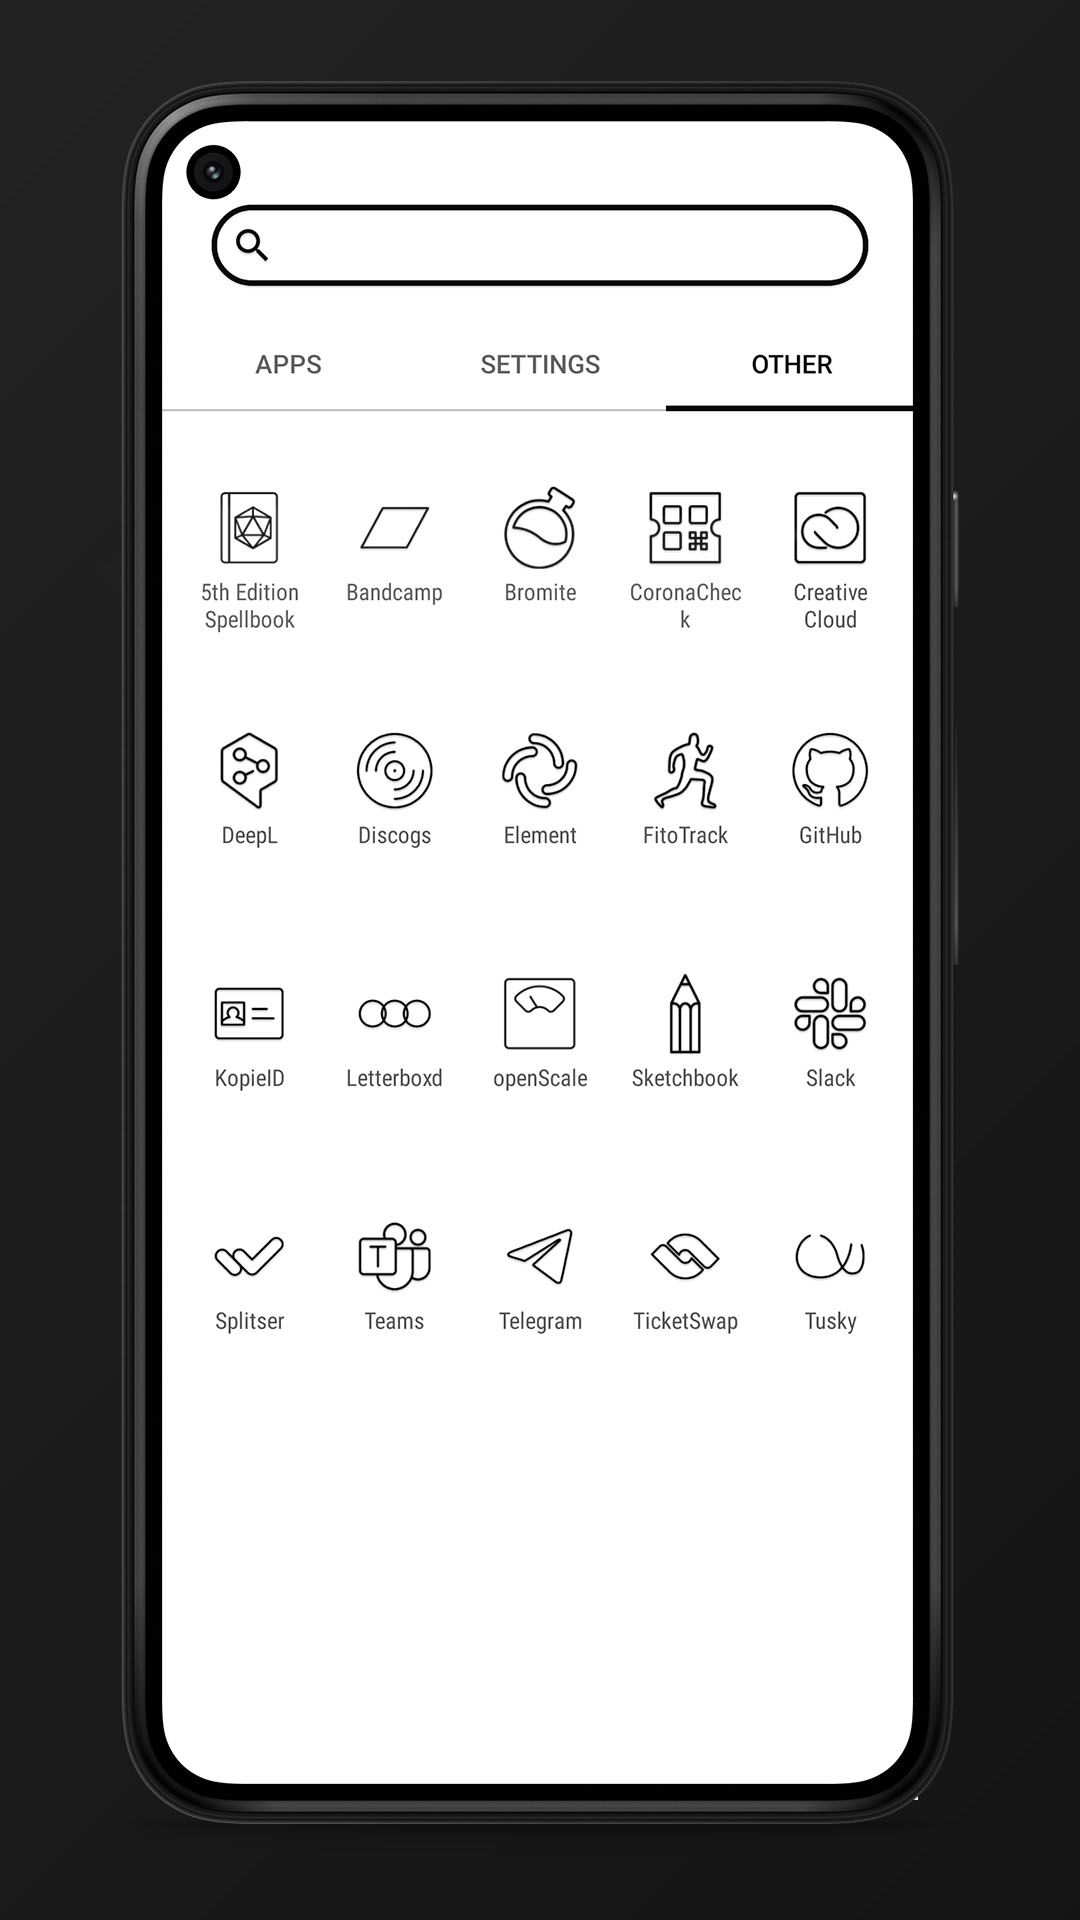 APPS SETTINGS OTHER
5th Edition Spellbook
Bandcamp
Bromite
CoronaChec
k
Creative
Cloud
DeepL
Discogs
Element
FitoTrack
GitHub
KopieID
Letterboxd
openScale
Sketchbook
Slack
Splitser
T
Teams
Telegram
TicketSwap
Tusky